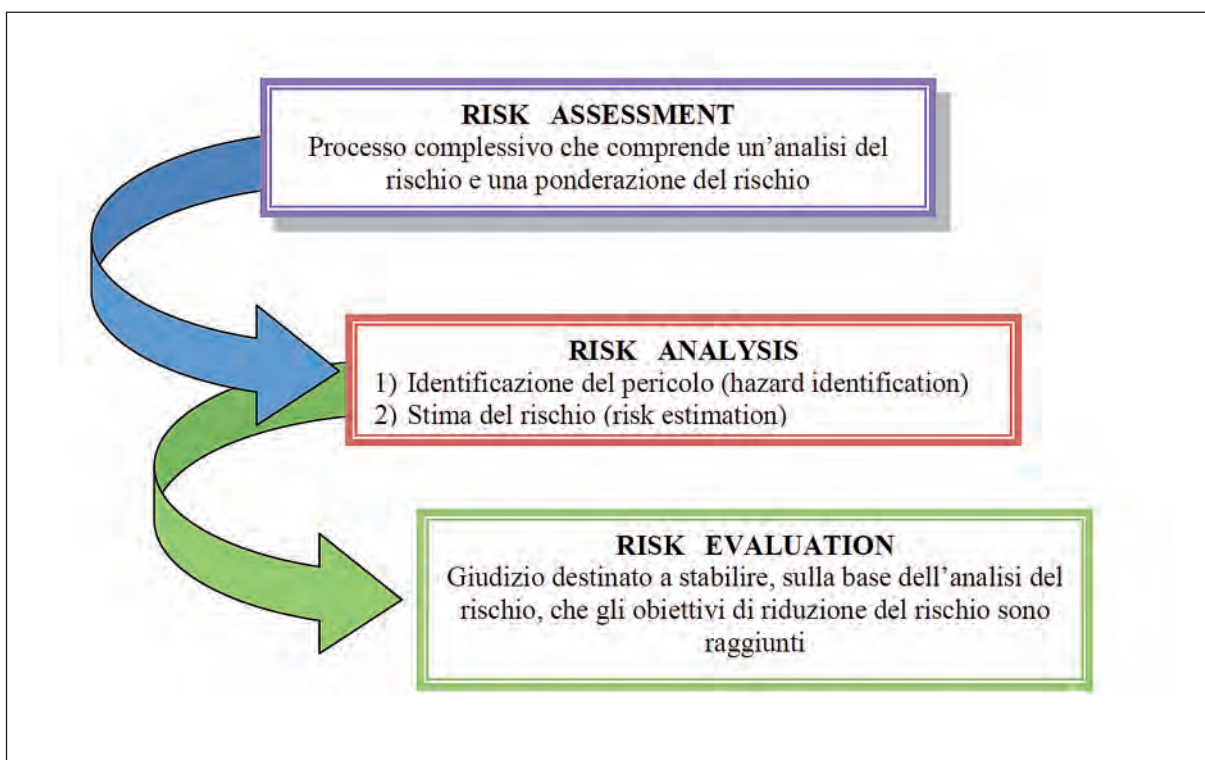 RISK ASSESSMENT
Processo complessivo che comprende un’analisi del
rischio e una ponderazione del rischio
RISK ANALYSIS
1) Identificazione del pericolo (hazard identification)
2) Stima del rischio (risk estimation)
RISK EVALUATION
Giudizio destinato a stabilire, sulla base dell’analisi del
rischio, che gli obiettivi di riduzione del rischio sono
raggiunti